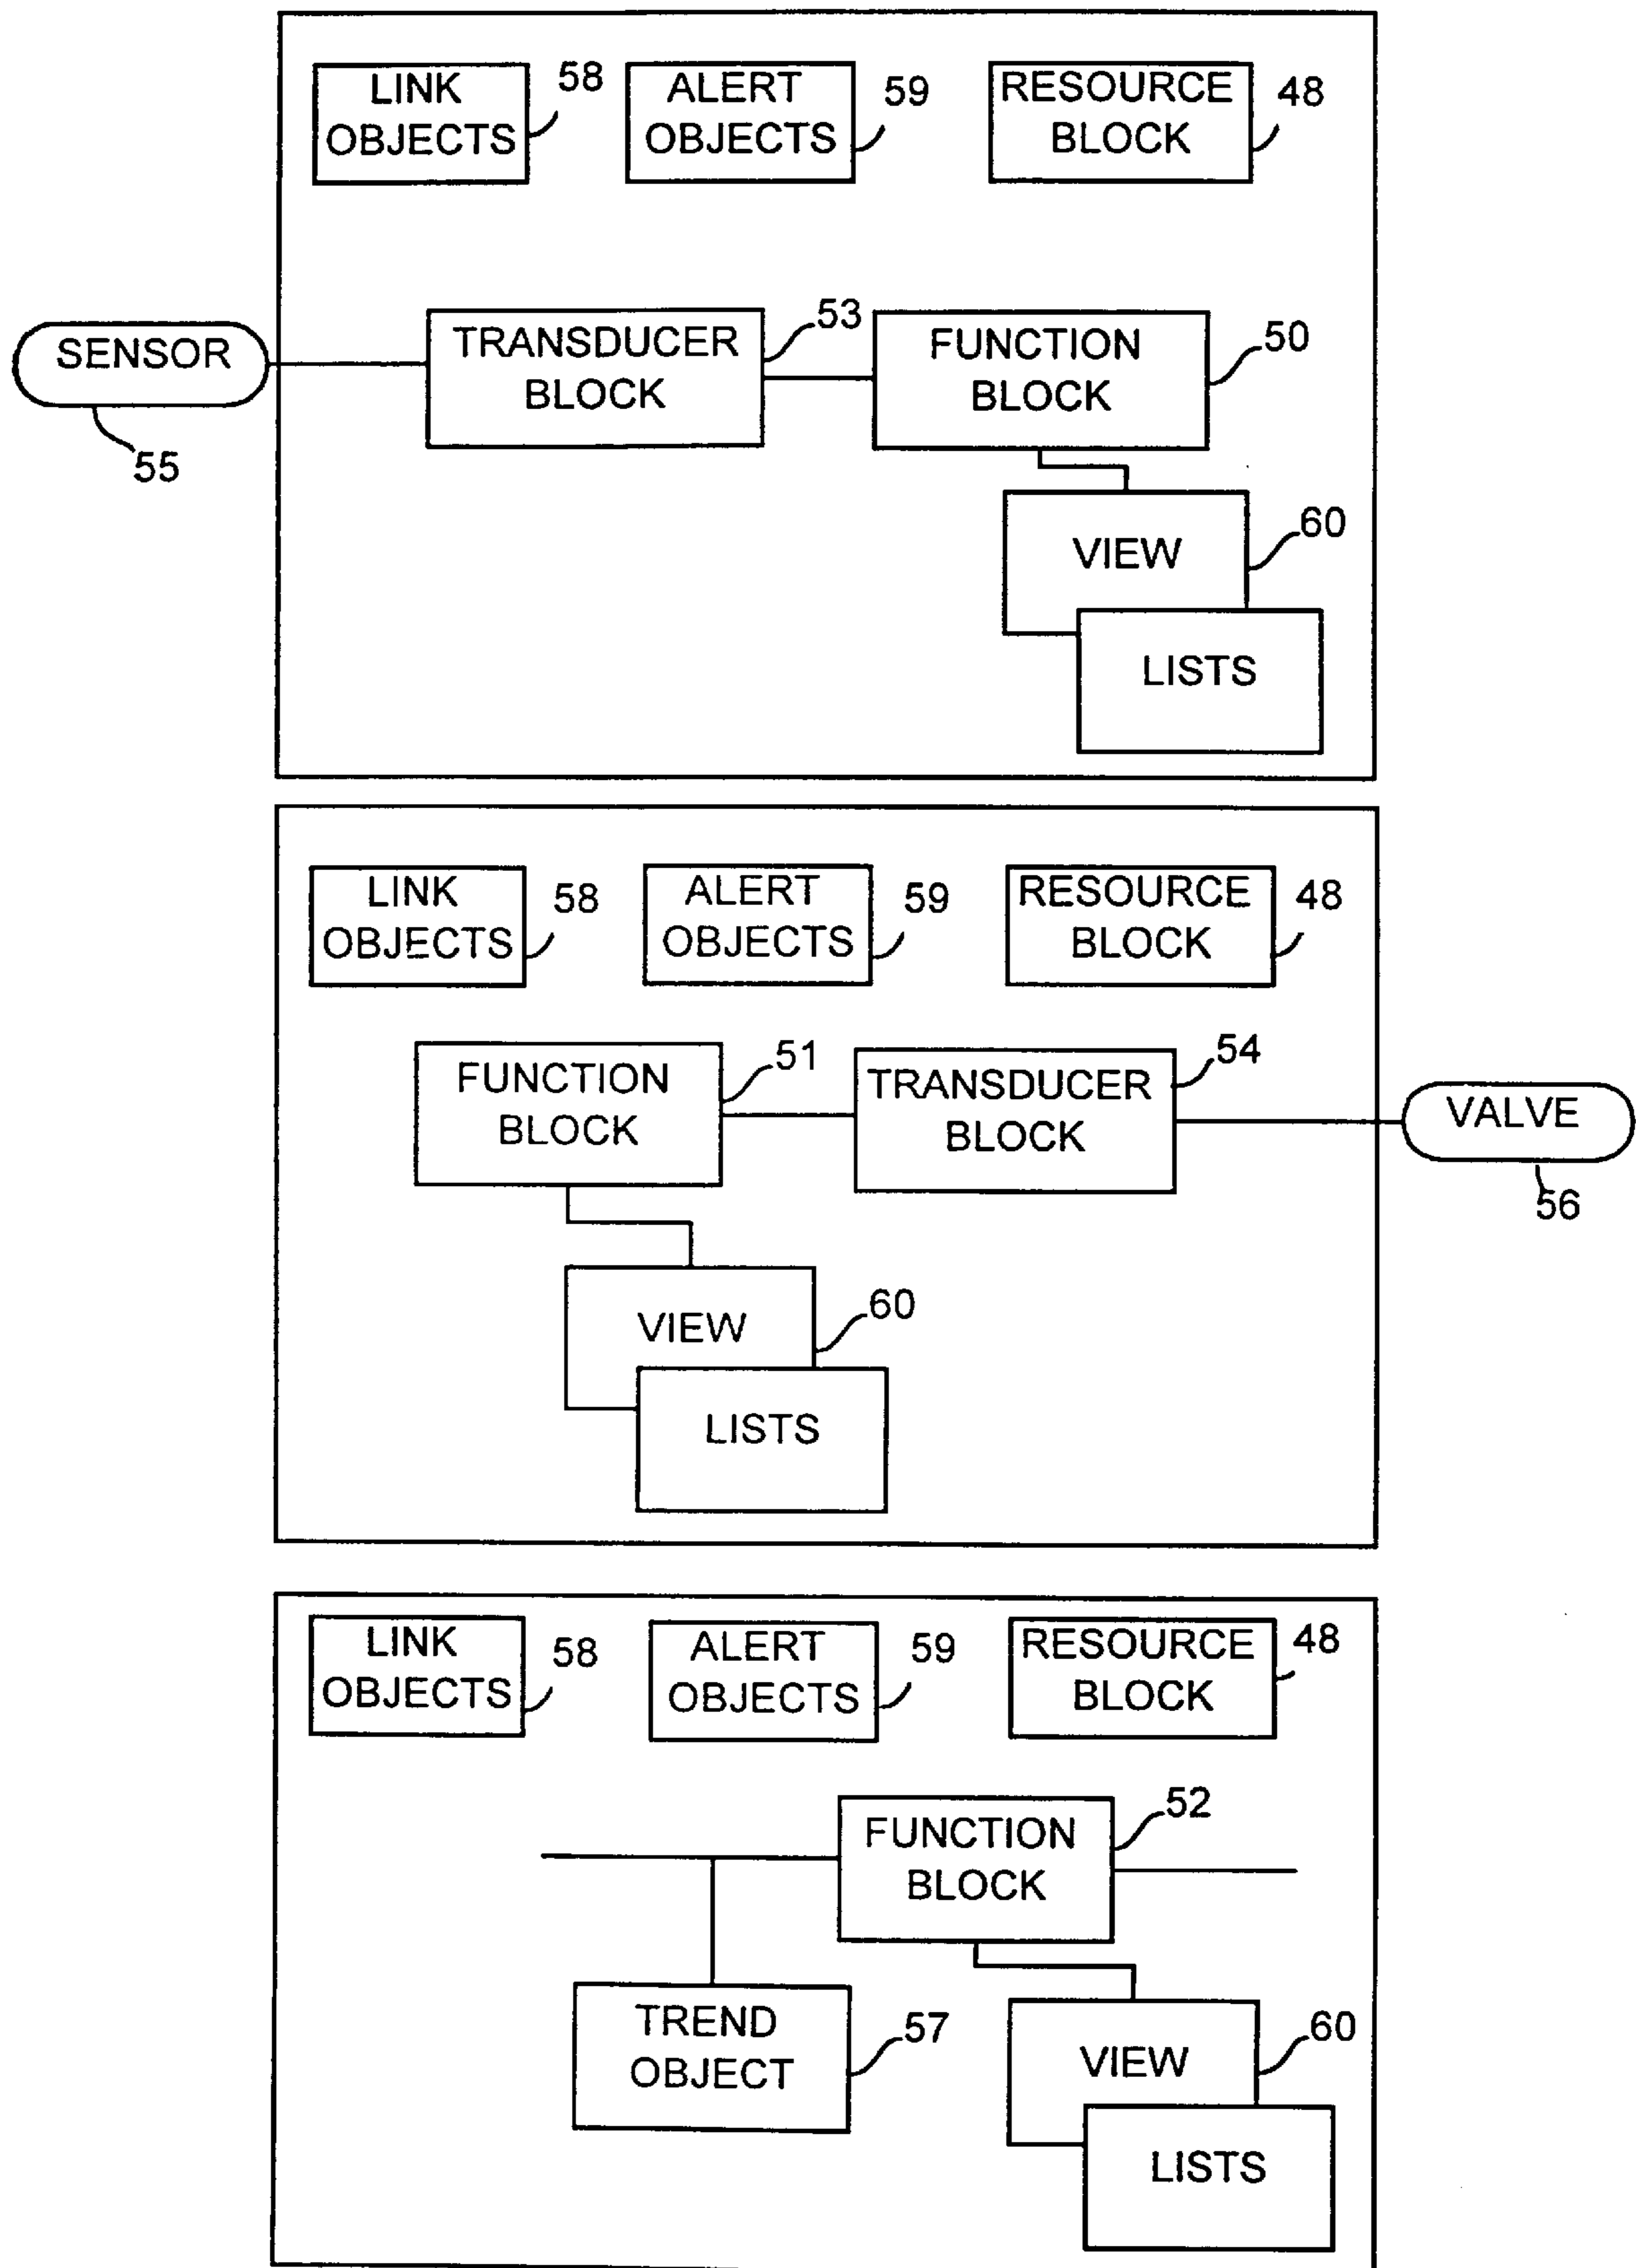 LINK
OBJECTS
58
ALERT
OBJECTS
59
RESOURCE
BLOCK
48
SENSOR
55
TRANSDUCER
BLOCK
53
FUNCTION
BLOCK
50
VIEW
60
LISTS
LINK
OBJECTS
58
ALERT
OBJECTS
59
RESOURCE
BLOCK
48
FUNCTION
BLOCK
51
TRANSDUCER
BLOCK
54
VALVE
56
VIEW
60
LISTS
LINK
OBJECTS
58
ALERT
OBJECTS
59
RESOURCE
BLOCK
48
FUNCTION
BLOCK
52
TREND
OBJECT
57
VIEW
60
LISTS